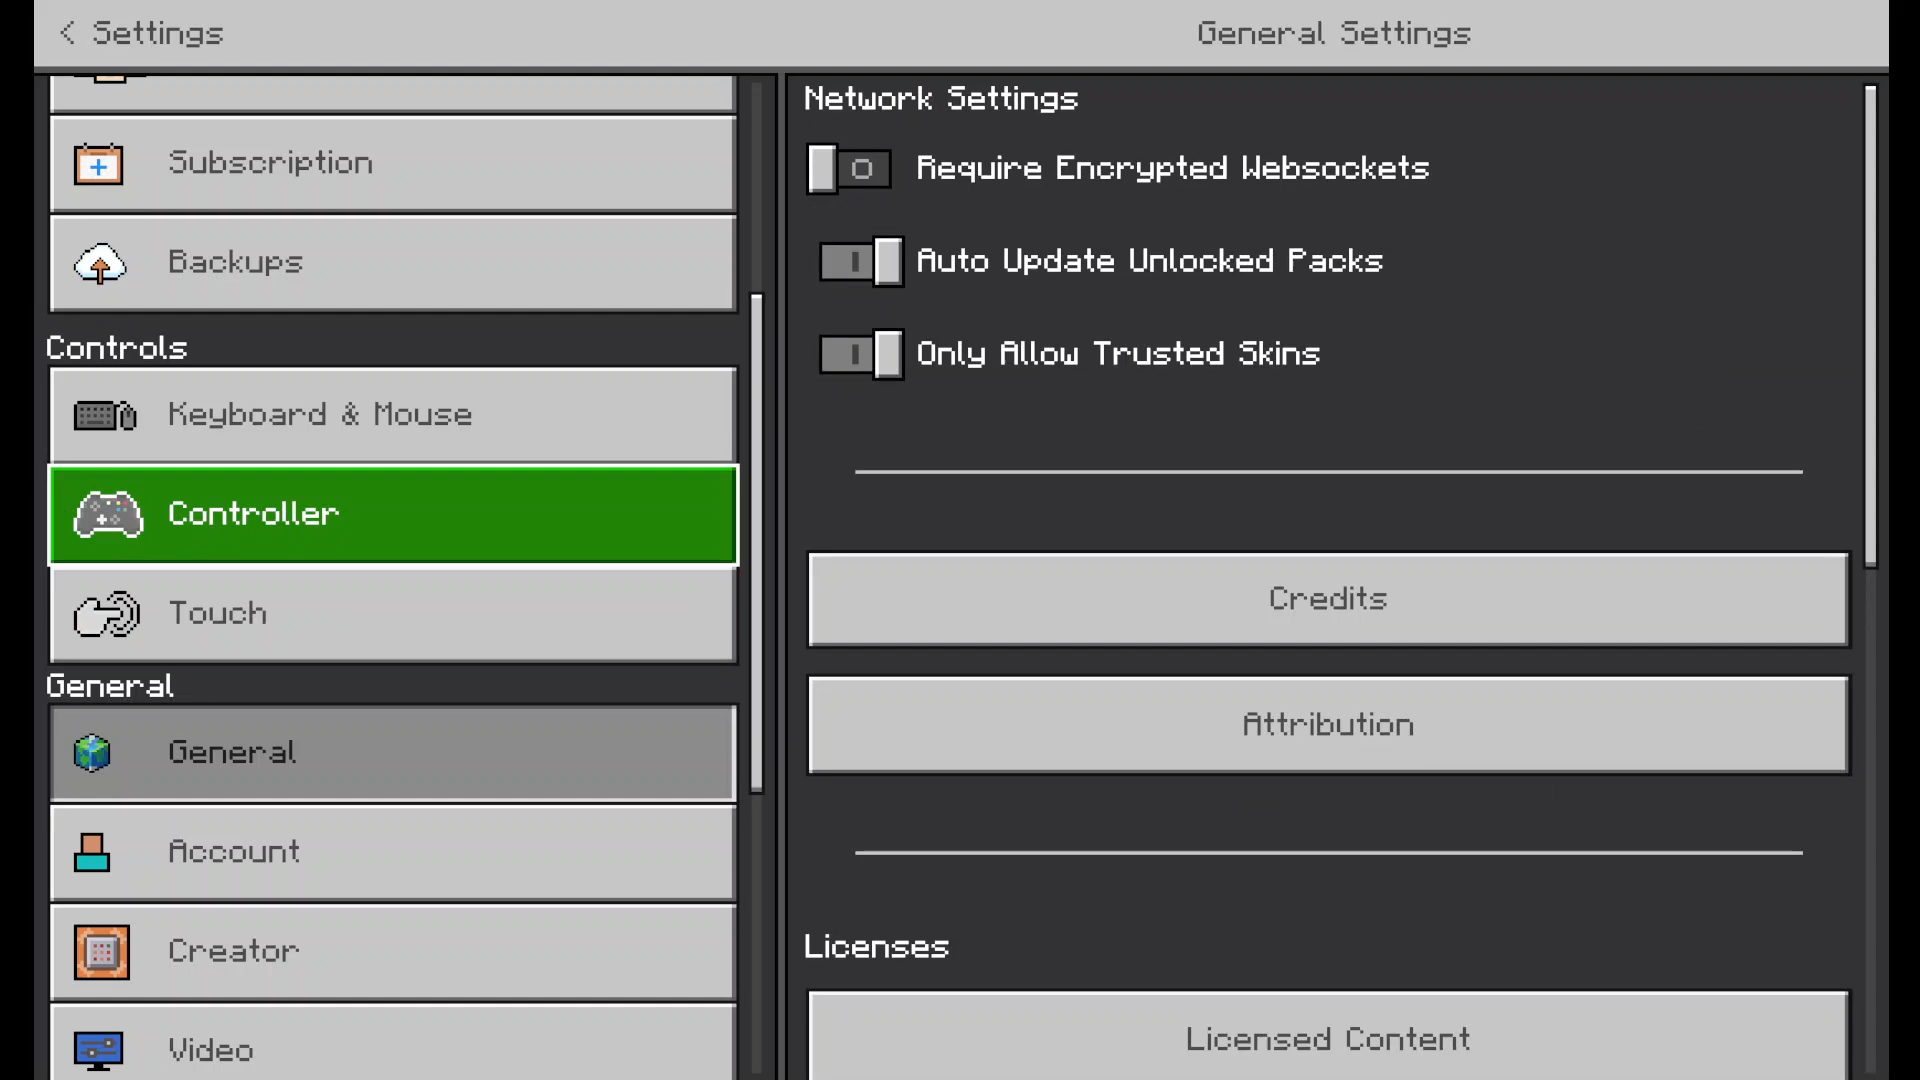 Settings
General Settings
Subscription
Backups
Controls
Keyboard & Mouse
Controller
Touch
General
General
Account
Creator
Video
Network Settings
Require Encrypted Websockets
Auto Update Unlocked Packs
Only Allow Trusted Skins
Credits
Attribution
Licenses
Licensed Content